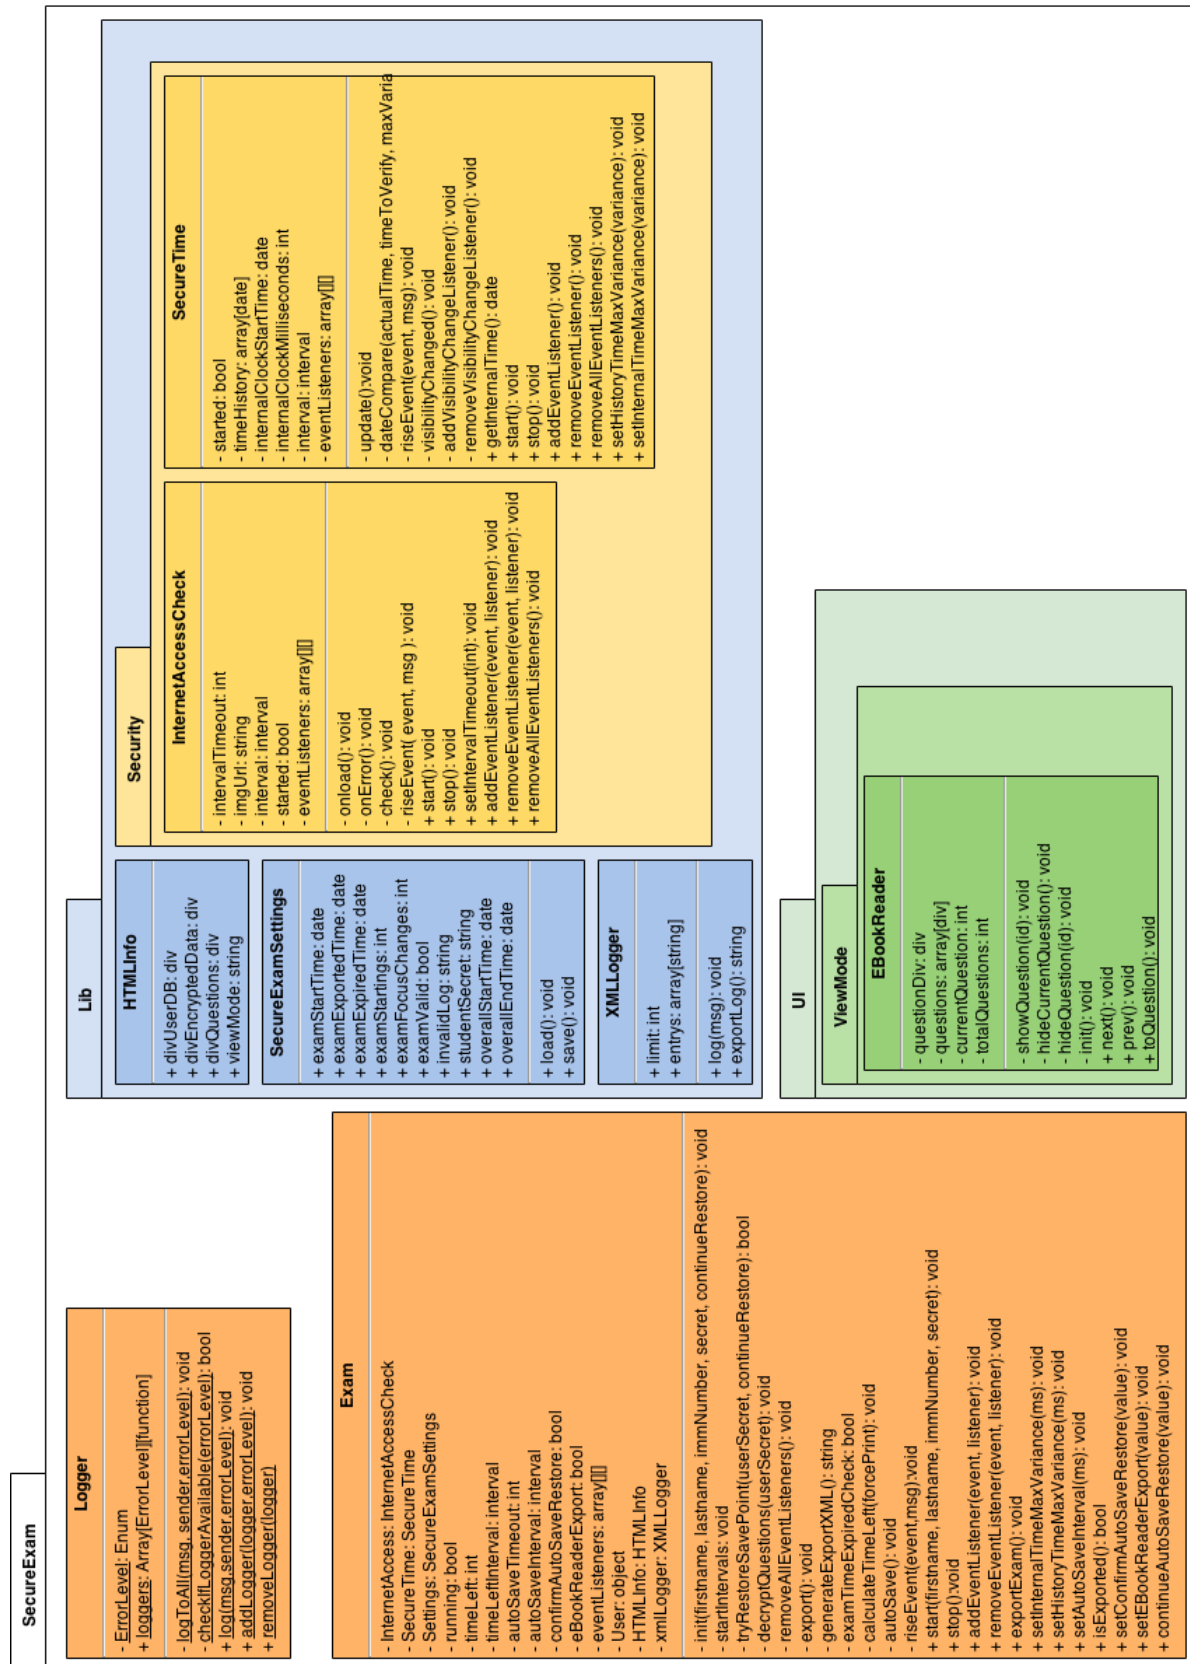 SecureExam
Logger
- ErrorLevel: Enum
+ loggers: Array[ErrorLevel][function]
- logToAll(msg, sender,errorLevel): void
- checkIfLoggerAvailable(errorLevel): bool
+ log(msg,sender,errorLevel): void
+ addLogger(logger,errorLevel): void
+ removeLogger(logger)
Exam
- InternetAccess: InternetAccessCheck
- SecureTime: SecureTime
- Settings: SecureExamSettings
- running: bool
- timeLeft: int
- timeLeftInterval: interval
- autoSaveTimeout: int
- autoSaveInterval: interval
- confirmAutoSaveRestore: bool
- eBookReaderExport: bool
- eventListeners: array[][]
- User: object
- HTMLInfo: HTMLInfo
- xmlLogger: XMLLogger
- init(firstname, lastname, immNumber, secret, continueRestore): void
- startIntervals: void
- tryRestoreSavePoint(userSecret, continueRestore): bool
- decryptQuestions(userSecret): void
- removeAllEventListeners(): void
- export(): void
- generateExportXML(): string
- examTimeExpiredCheck: bool
- calculateTimeLeft(forcePrint): void
- autoSave(): void
- riseEvent(event,msg):void
+ start(firstname, lastname, immNumber, secret): void
+ stop():void
+ addEventListener(event, listener): void
+ removeEventListener(event, listener): void
+ exportExam(): void
+ setInternalTimeMaxVariance(ms): void
+ setHistoryTimeMaxVariance(ms): void
+ setAutoSaveInterval(ms): void
+ isExported(): bool
+ setConfirmAutoSaveRestore(value): void
+ setEBookReaderExport(value): void
+ continueAutoSaveRestore(value): void
Lib
HTMLInfo
+ divUserDB: div
+ divEncryptedData: div
+ divQuestions: div
+ viewMode: string
SecureExamSettings
+ examStartTime: date
+ examExportedTime: date
+ examExpiredTime: date
+ examStartings: int
+ examFocusChanges: int
+ examValid: bool
+ invalidLog: string
+ studentSecret: string
+ overallStartTime: date
+ overallEndTime: date
+ load(): void
+ save(): void
XMLLogger
+ limit: int
+ entrys: array[string]
+ log(msg): void
+ exportLog(): string
Security
InternetAccessCheck
- intervalTimeout: int
- imgUrl: string
- interval: interval
- started: bool
- eventListeners: array[][]
- onload(): void
- onError(): void
- check(): void
- riseEvent( event, msg ): void
+ start(): void
+ stop(): void
+ setIntervalTimeout(int): void
+ addEventListener(event, listener): void
+ removeEventListener(event, listener): void
+ removeAllEventListeners(): void
SecureTime
- started: bool
- timeHistory: array[date]
- internalClockStartTime: date
- internalClockMilliseconds: int
- interval: interval
- eventListeners: array[][]
- update():void
- dateCompare(actualTime, timeToVerify, maxVaria
- riseEvent(event, msg): void
- visibilityChanged(): void
- addVisibilityChangeListener(): void
- removeVisibilityChangeListener(): void
+ getInternalTime(): date
+ start(): void
+ stop(): void
+ addEventListener(): void
+ removeEventListener(): void
+ removeAllEventListeners(): void
+ setHistoryTimeMaxVariance(variance): void
+ setInternalTimeMaxVariance(variance): void
UI
ViewMode
EBookReader
- questionDiv: div
- questions: array[div]
- currentQuestion: int
- totalQuestions: int
- showQuestion(id): void
- hideCurrentQuestion(): void
- hideQuestion(id): void
- init(): void
+ next(): void
+ prev(): void
+ toQuestion(): void